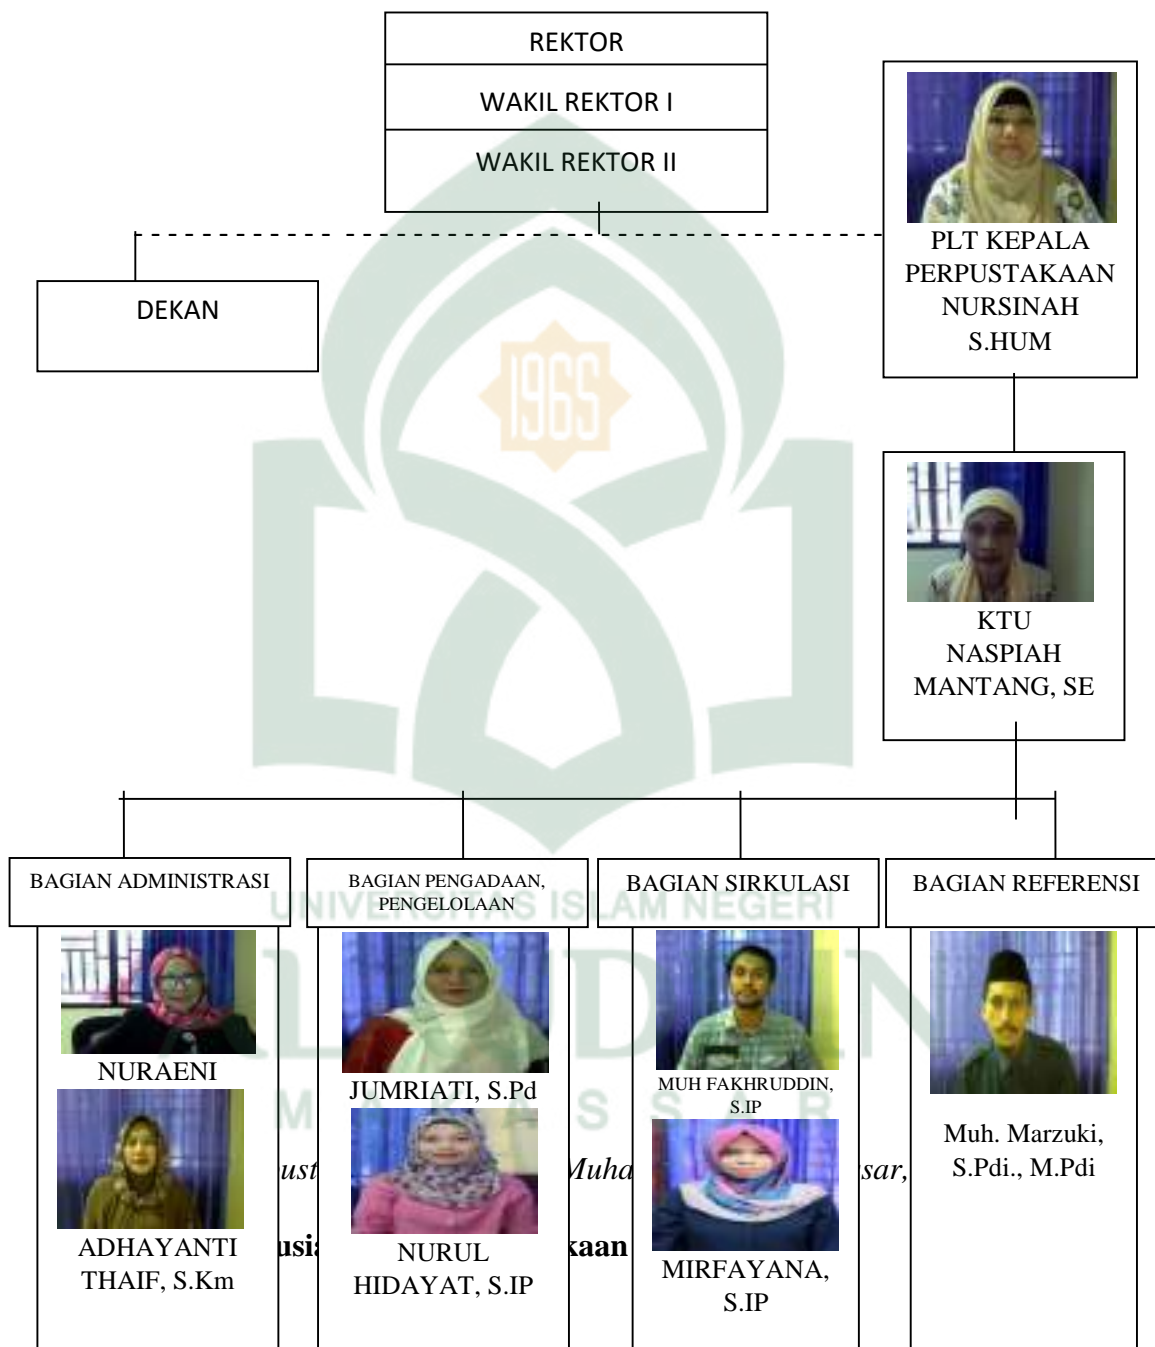 REKTOR
WAKIL REKTOR I
WAKIL REKTOR II
PLT KEPALA
PERPUSTAKAAN
NURSINAH
S.HUM
DEKAN
1965
KTU
NASPIAH
MANTANG, SE
BAGIAN ADMINISTRASI
BAGIAN PENGADAAN,
PENGELOLAAN
BAGIAN SIRKULASI
BAGIAN REFERENSI
UNIVERSITAS ISLAM NEGERI
NURAENI
JUMRIATI, S.Pd
MUH FAKHRUDDIN,
S.IP
Muh. Marzuki,
S.Pdi., M.Pdi
MAKASSAR
ADHAYANTI
THAIF, S.Km
NURUL
HIDAYAT, S.IP
MIRFAYANA,
S.IP